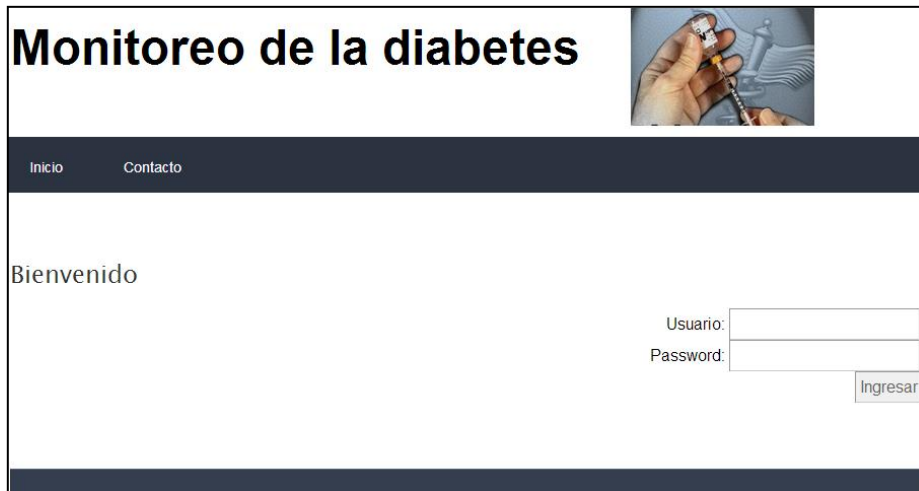 Monitoreo de la diabetes
Inicio Contacto
Bienvenido
Usuario:
Password:
Ingresar